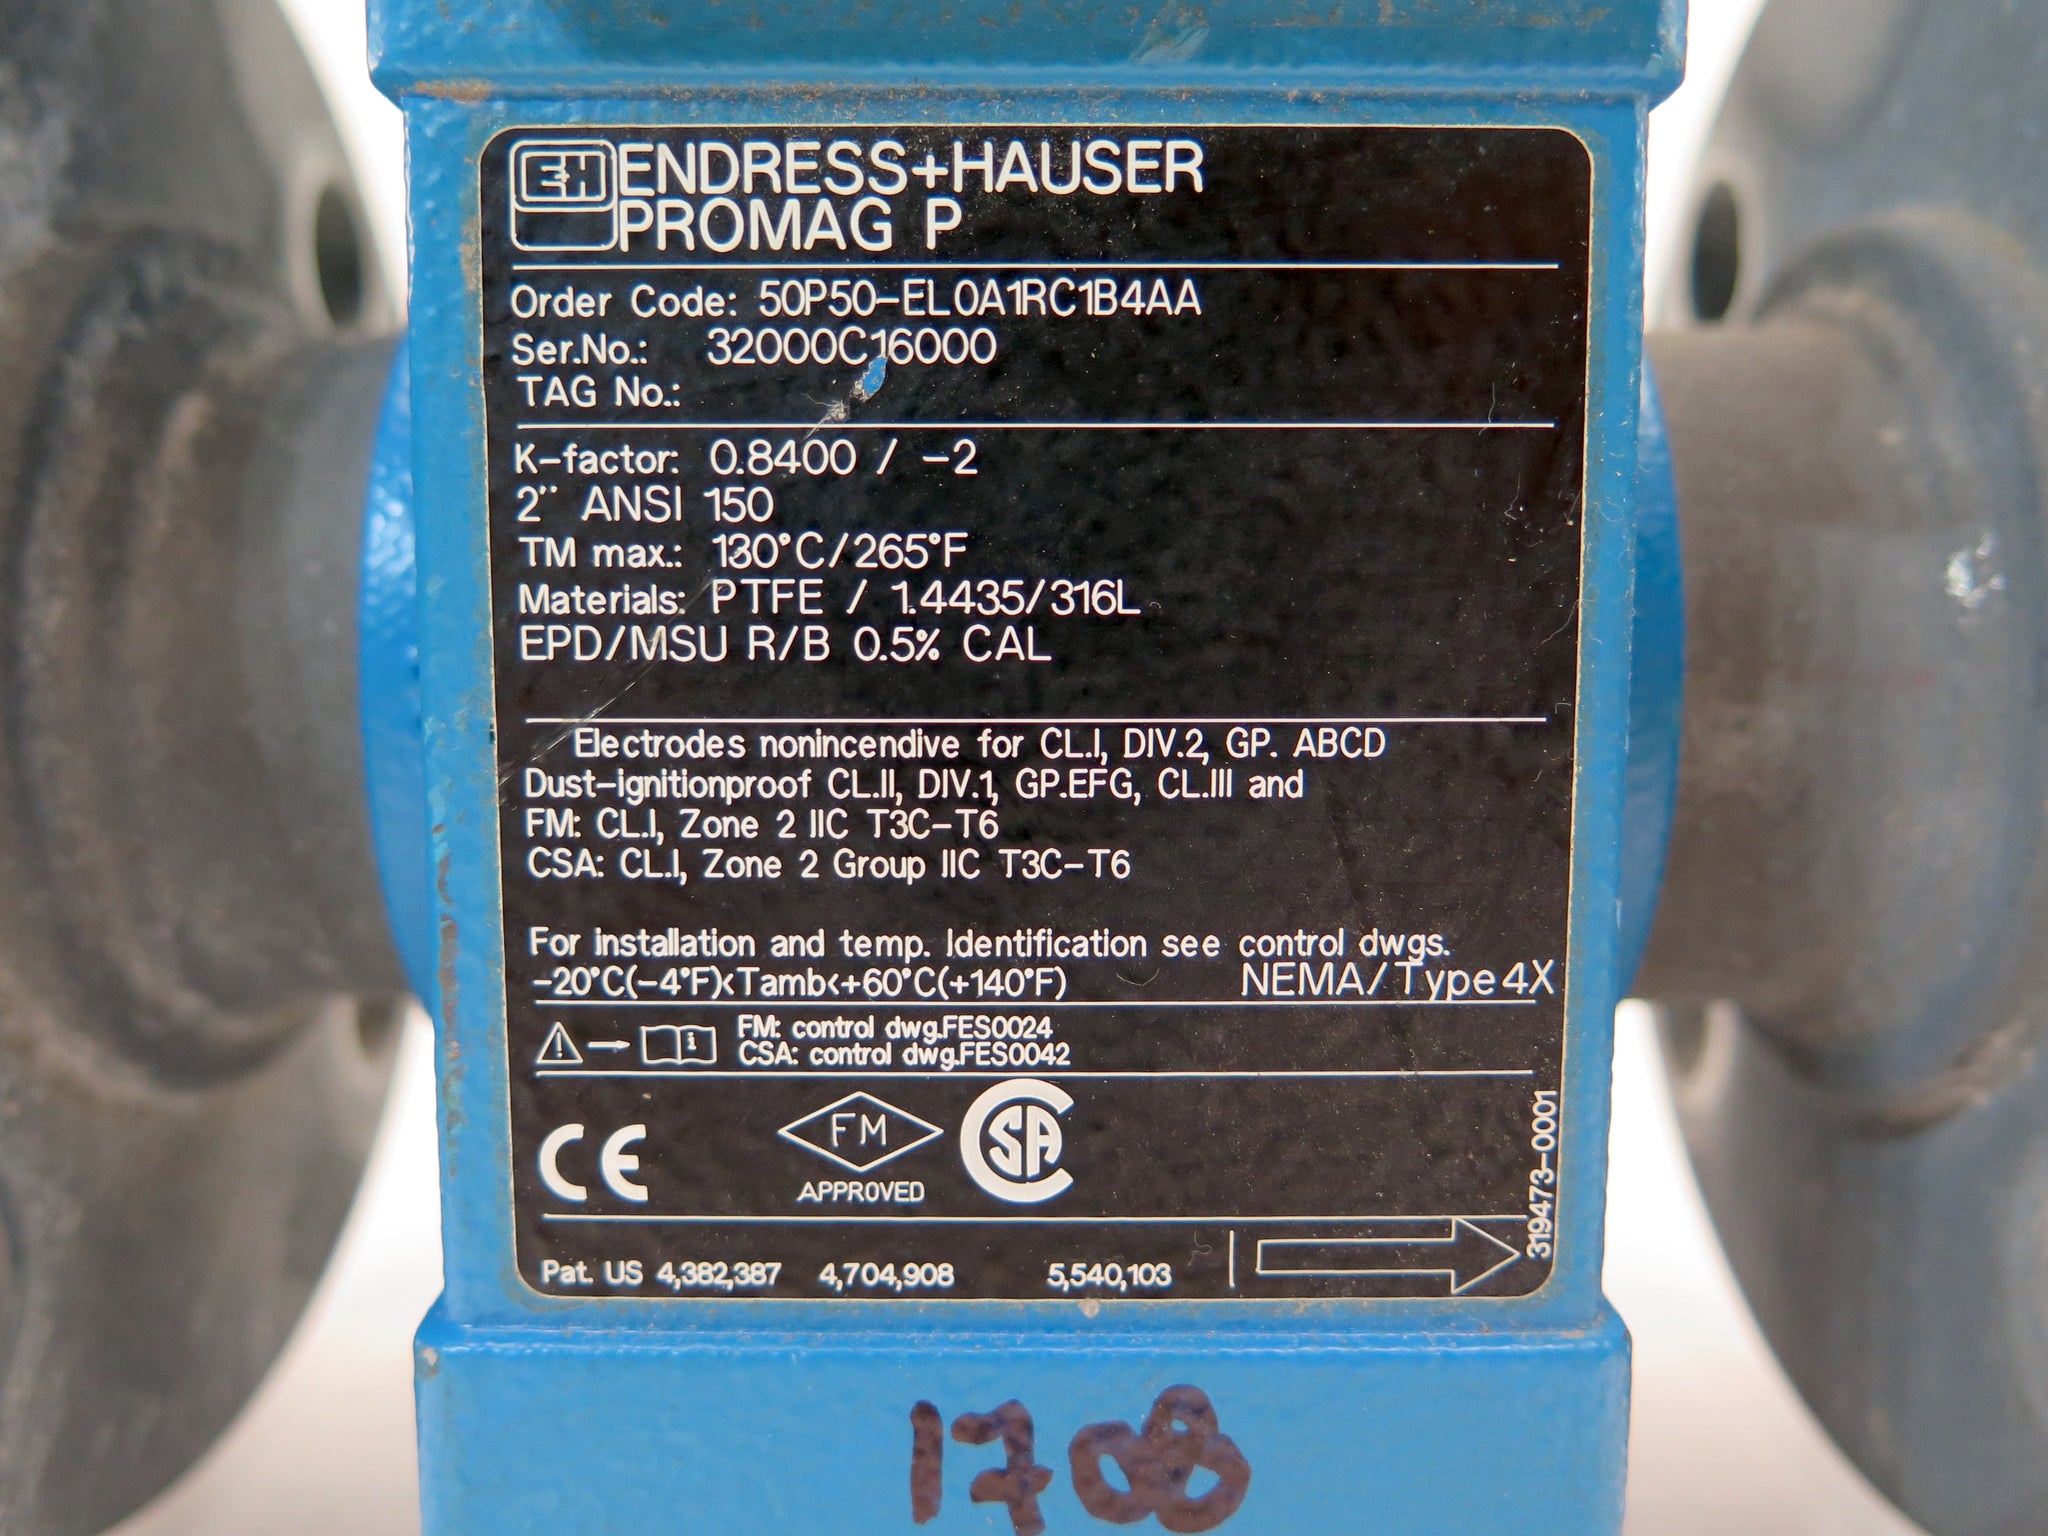 E+H
ENDRESS+HAUSER
PROMAG P
Order Code: 50P50-EL0A1RC1B4AA
Ser.No.: 32000C16000
TAG No.:
K-factor: 0.8400 / -2
2" ANSI 150
TM max.: 130°C/265°F
Materials: PTFE / 1.4435/316L
EPD/MSU R/B 0.5% CAL
Electrodes nonincendive for CL.I, DIV.2, GP. ABCD
Dust-ignitionproof CL.II, DIV.1, GP.EFG, CL.III and
FM: CL.I, Zone 2 IIC T3C-T6
CSA: CL.I, Zone 2 Group IIC T3C-T6
For installation and temp. Identification see control dwgs.
-20°C(-4°F)<Tamb<+60°C(+140°F) NEMA/Type 4X
! i FM: control dwg.FES0024
CSA: control dwg.FES0042
CE
FM
APPROVED
CSA
319473-0001
Pat. US 4,382,387 4,704,908 5,540,103
1708